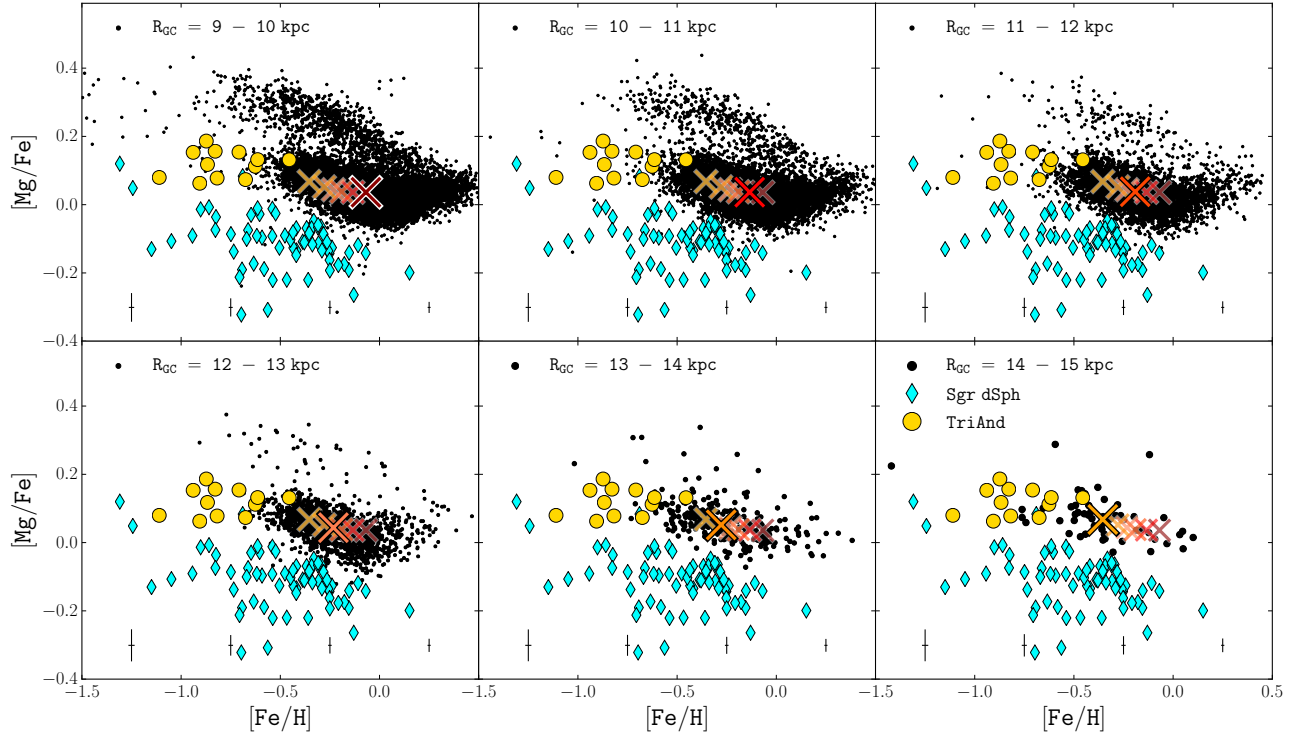 R_GC = 9 − 10 kpc
R_GC = 10 − 11 kpc
R_GC = 11 − 12 kpc
0.4
0.2
0.0
−0.2
−0.4
[Mg/Fe]
R_GC = 12 − 13 kpc
R_GC = 13 − 14 kpc
R_GC = 14 − 15 kpc
Sgr dSph
TriAnd
0.4
0.2
0.0
−0.2
−0.4
[Mg/Fe]
−1.5 −1.0 −0.5 0.0 −1.5 −1.0 −0.5 0.0 −1.5 −1.0 −0.5 0.0 0.5
[Fe/H] [Fe/H] [Fe/H]